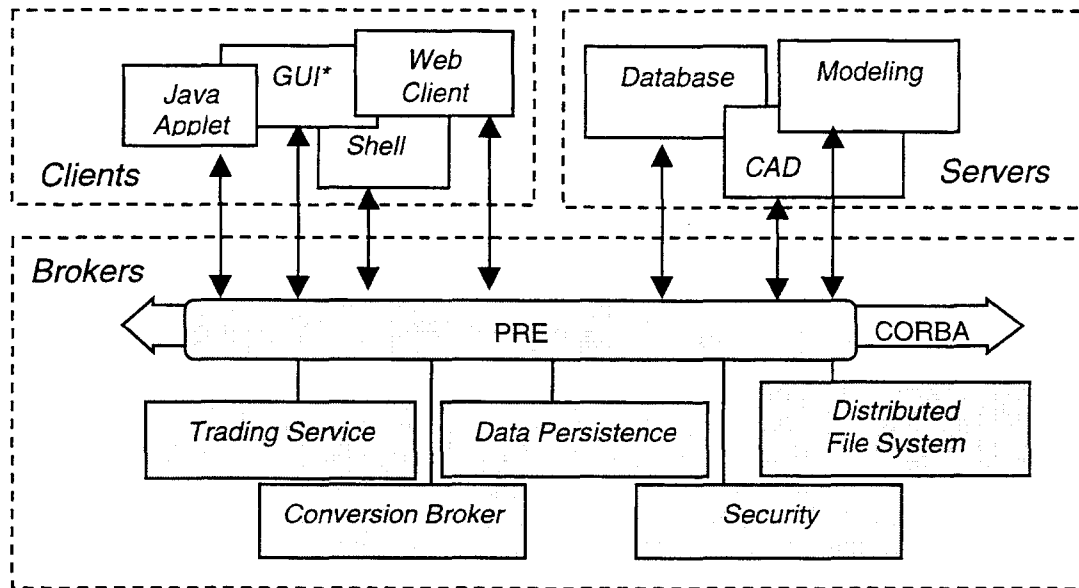 Java
Applet
GUI*
Web
Client
Shell
Clients
Database
Modeling
CAD
Servers
Brokers
PRE
CORBA
Trading Service
Data Persistence
Distributed
File System
Conversion Broker
Security